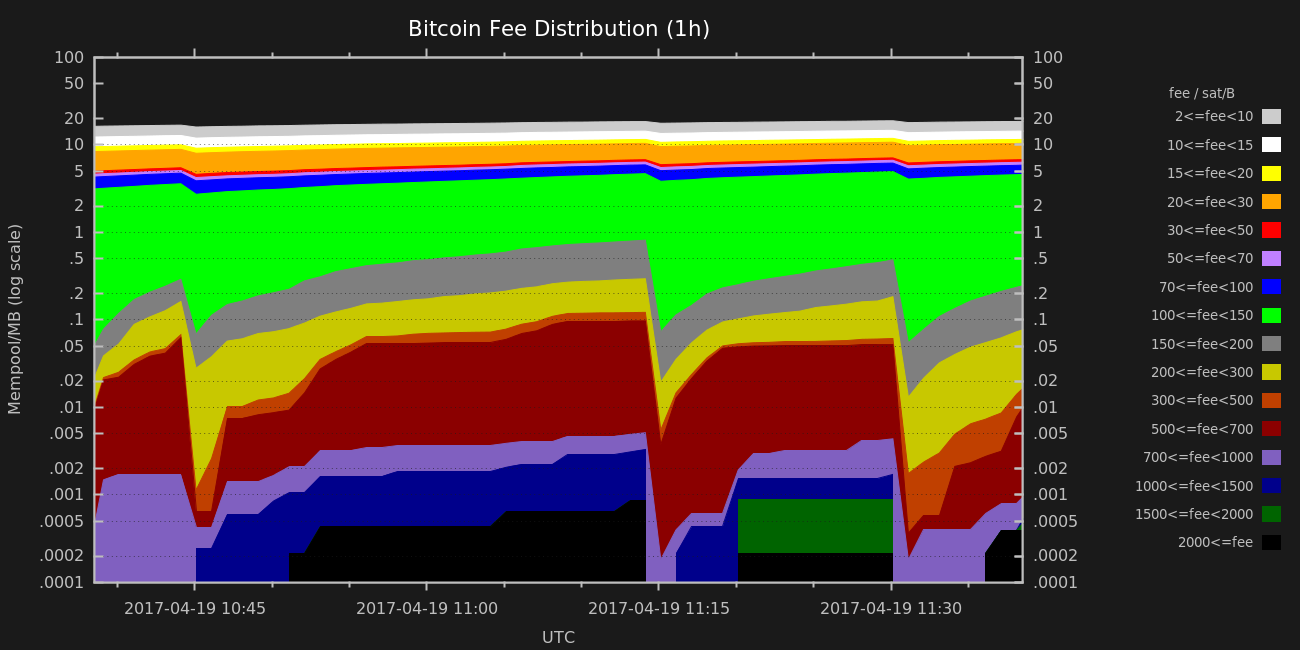 Bitcoin Fee Distribution (1h)
100
50
20
10
5
2
1
.5
.2
.1
.05
.02
.01
.005
.002
.001
.0005
.0002
.0001
Mempool/MB (log scale)
100
50
20
10
5
2
1
.5
.2
.1
.05
.02
.01
.005
.002
.001
.0005
.0002
.0001
2017-04-19 10:45
2017-04-19 11:00
2017-04-19 11:15
2017-04-19 11:30
UTC
fee / sat/B
2<=fee<10
10<=fee<15
15<=fee<20
20<=fee<30
30<=fee<50
50<=fee<70
70<=fee<100
100<=fee<150
150<=fee<200
200<=fee<300
300<=fee<500
500<=fee<700
700<=fee<1000
1000<=fee<1500
1500<=fee<2000
2000<=fee